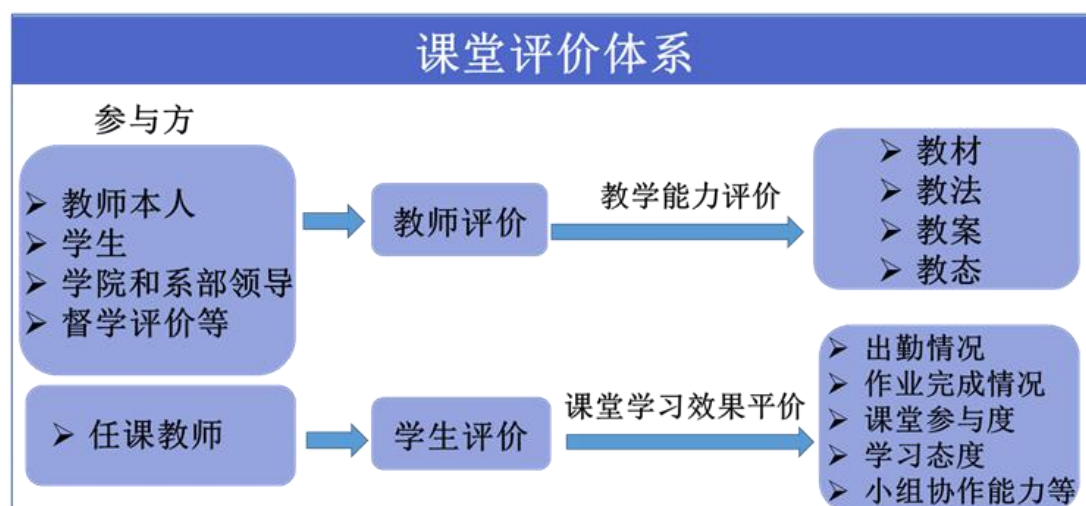 课堂评价体系
参与方
➢ 教师本人
➢ 学生
➢ 学院和系部领导
➢ 督学评价等
教师评价
教学能力评价
➢ 教材
➢ 教法
➢ 教案
➢ 教态
➢ 任课教师
学生评价
课堂学习效果平价
➢ 出勤情况
➢ 作业完成情况
➢ 课堂参与度
➢ 学习态度
➢ 小组协作能力等